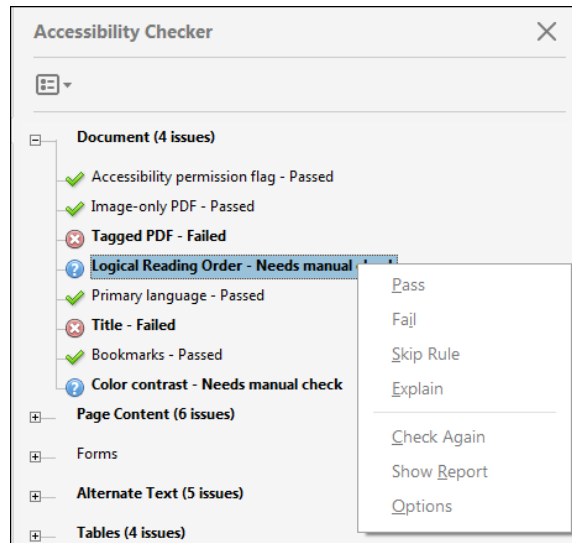 Accessibility Checker
Document (4 issues)
Accessibility permission flag - Passed
Image-only PDF - Passed
Tagged PDF - Failed
Logical Reading Order - Needs manual
Primary language - Passed
Title - Failed
Bookmarks - Passed
Color contrast - Needs manual check
Page Content (6 issues)
Forms
Alternate Text (5 issues)
Tables (4 issues)
Pass
Fail
Skip Rule
Explain
Check Again
Show Report
Options